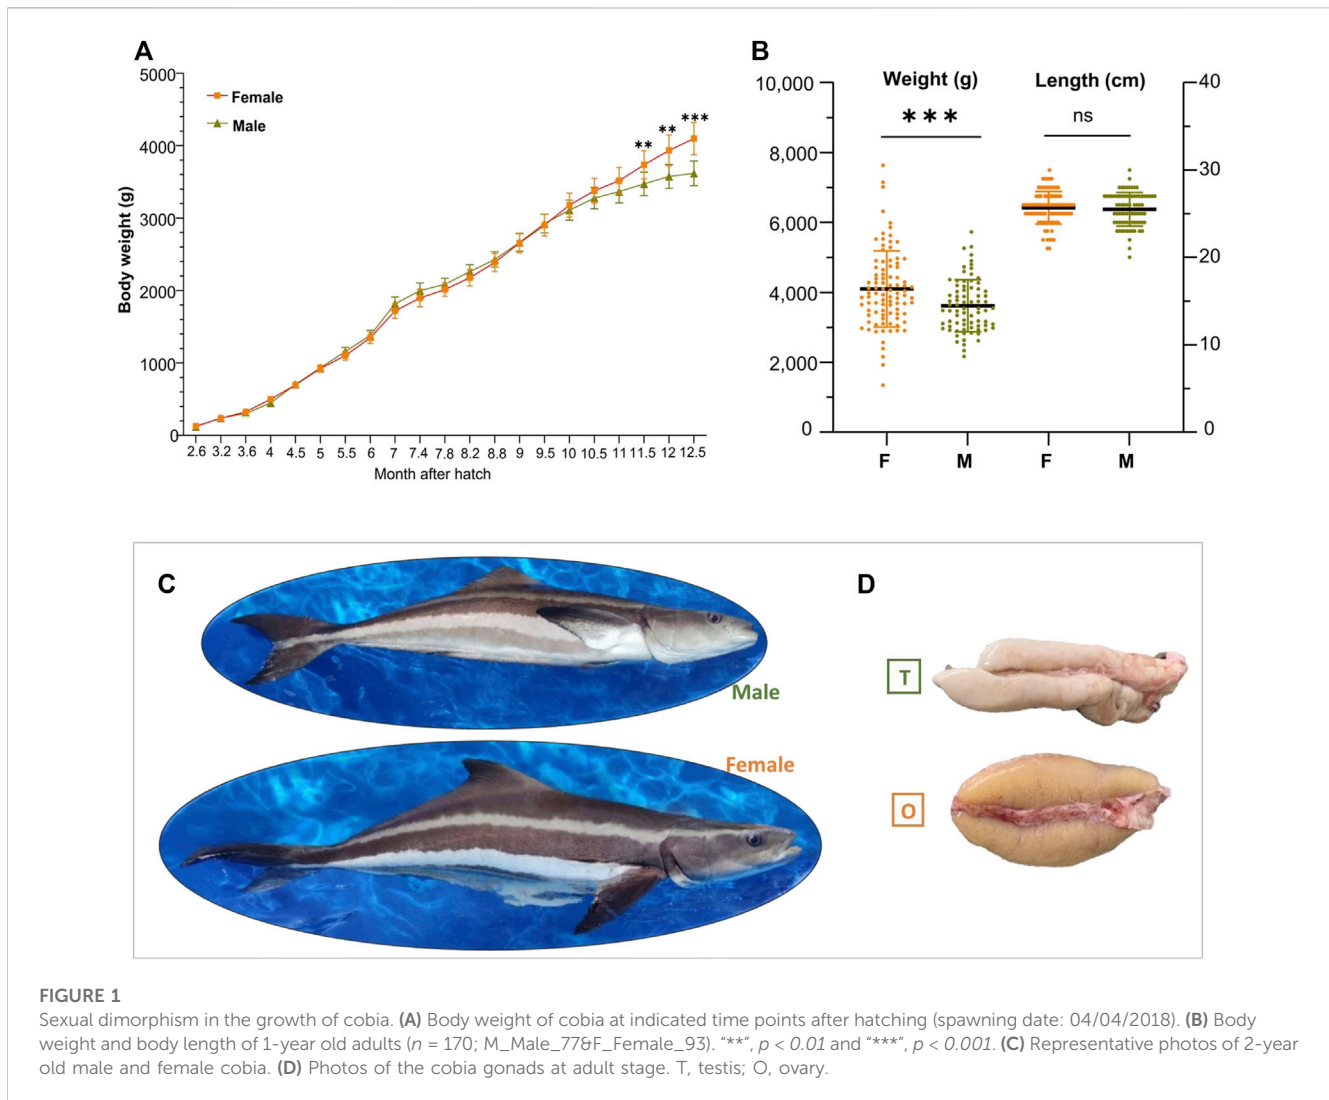 A
5000
4000
3000
2000
1000
0
Body weight (g)
Female
Male
** ** ***
2.6 3.2 3.6 4 4.5 5 5.5 6 7 7.4 7.8 8.2 8.8 9 9.5 10 10.5 11 11.5 12 12.5
Month after hatch
B
Weight (g) Length (cm)
*** ns
10,000
8,000
6,000
4,000
2,000
0
40
30
20
10
0
F M F M
C
Male
Female
D
T
O
FIGURE 1
Sexual dimorphism in the growth of cobia. (A) Body weight of cobia at indicated time points after hatching (spawning date: 04/04/2018). (B) Body
weight and body length of 1-year old adults (n = 170; M_Male_77&F_Female_93). “**”, p < 0.01 and “***”, p < 0.001. (C) Representative photos of 2-year
old male and female cobia. (D) Photos of the cobia gonads at adult stage. T, testis; O, ovary.